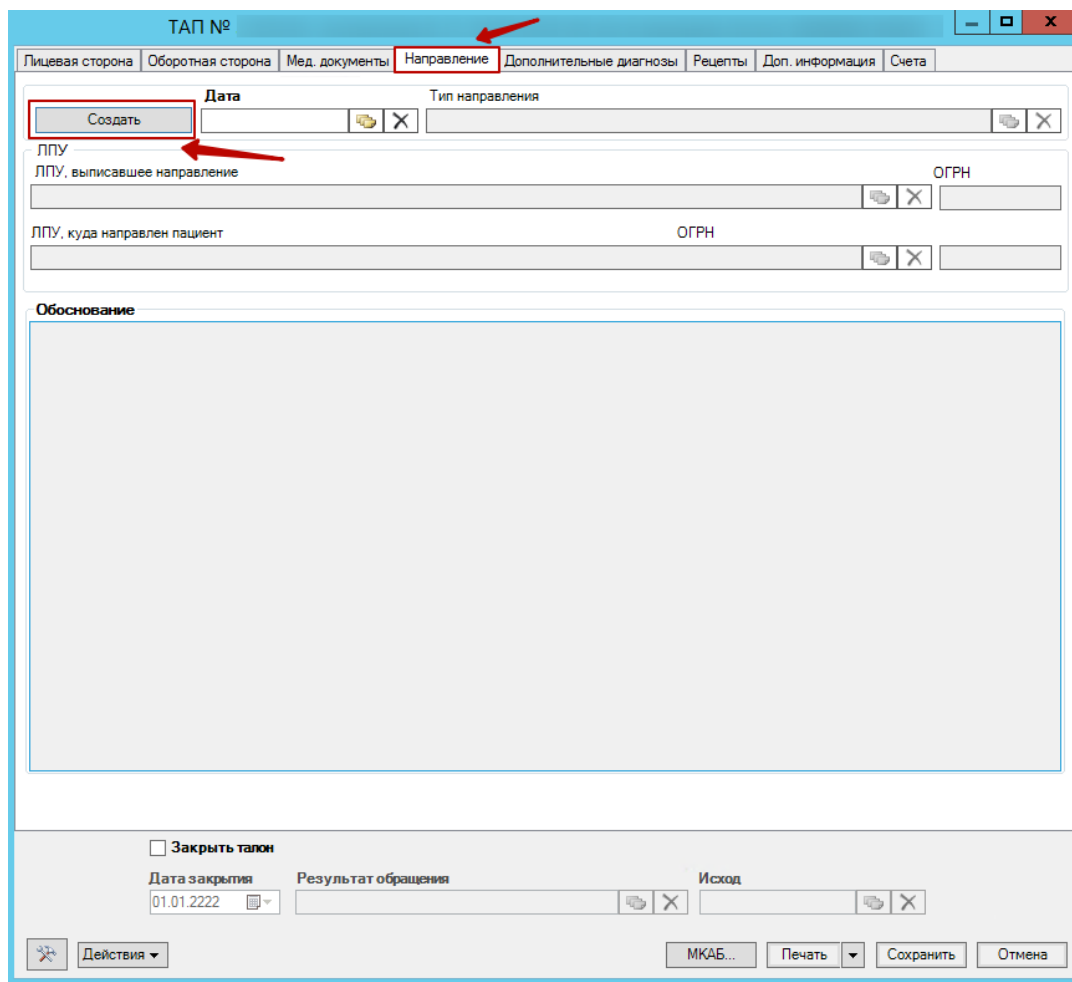 ТАП №
Лицевая сторона Оборотная сторона Мед. документы Направление Дополнительные диагнозы Рецепты Доп. информация Счета
Дата Тип направления
Создать
ЛПУ
ЛПУ, выписавшее направление ОГРН
ЛПУ, куда направлен пациент ОГРН
Обоснование
Закрыть талон
Дата закрытия Результат обращения Исход
01.01.2222
Действия МКАБ... Печать Сохранить Отмена